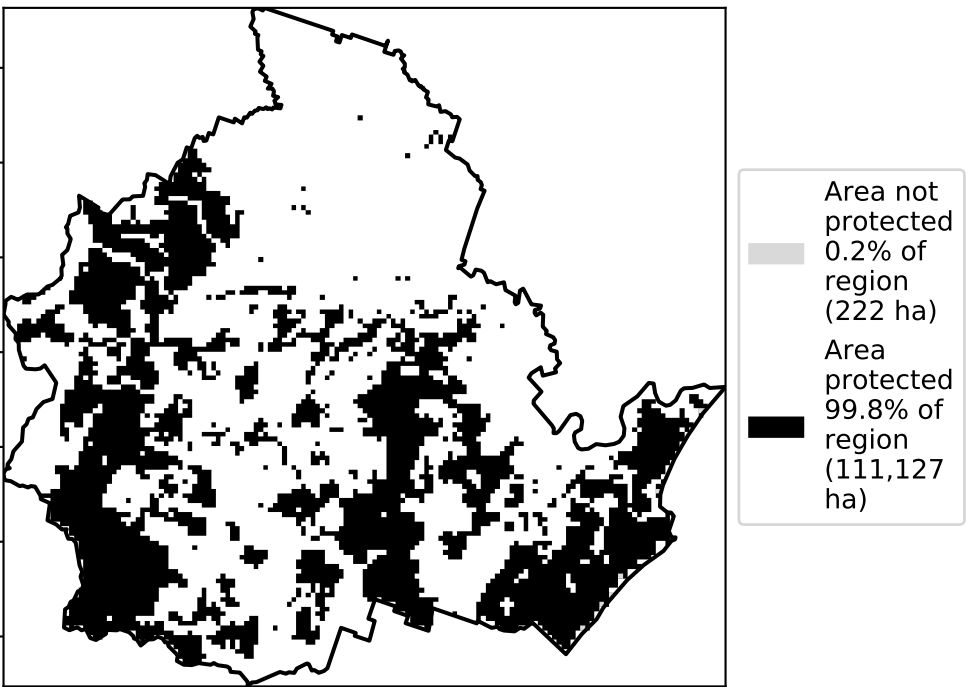 Area not
protected
0.2% of
region
(222 ha)
Area
protected
99.8% of
region
(111,127
ha)